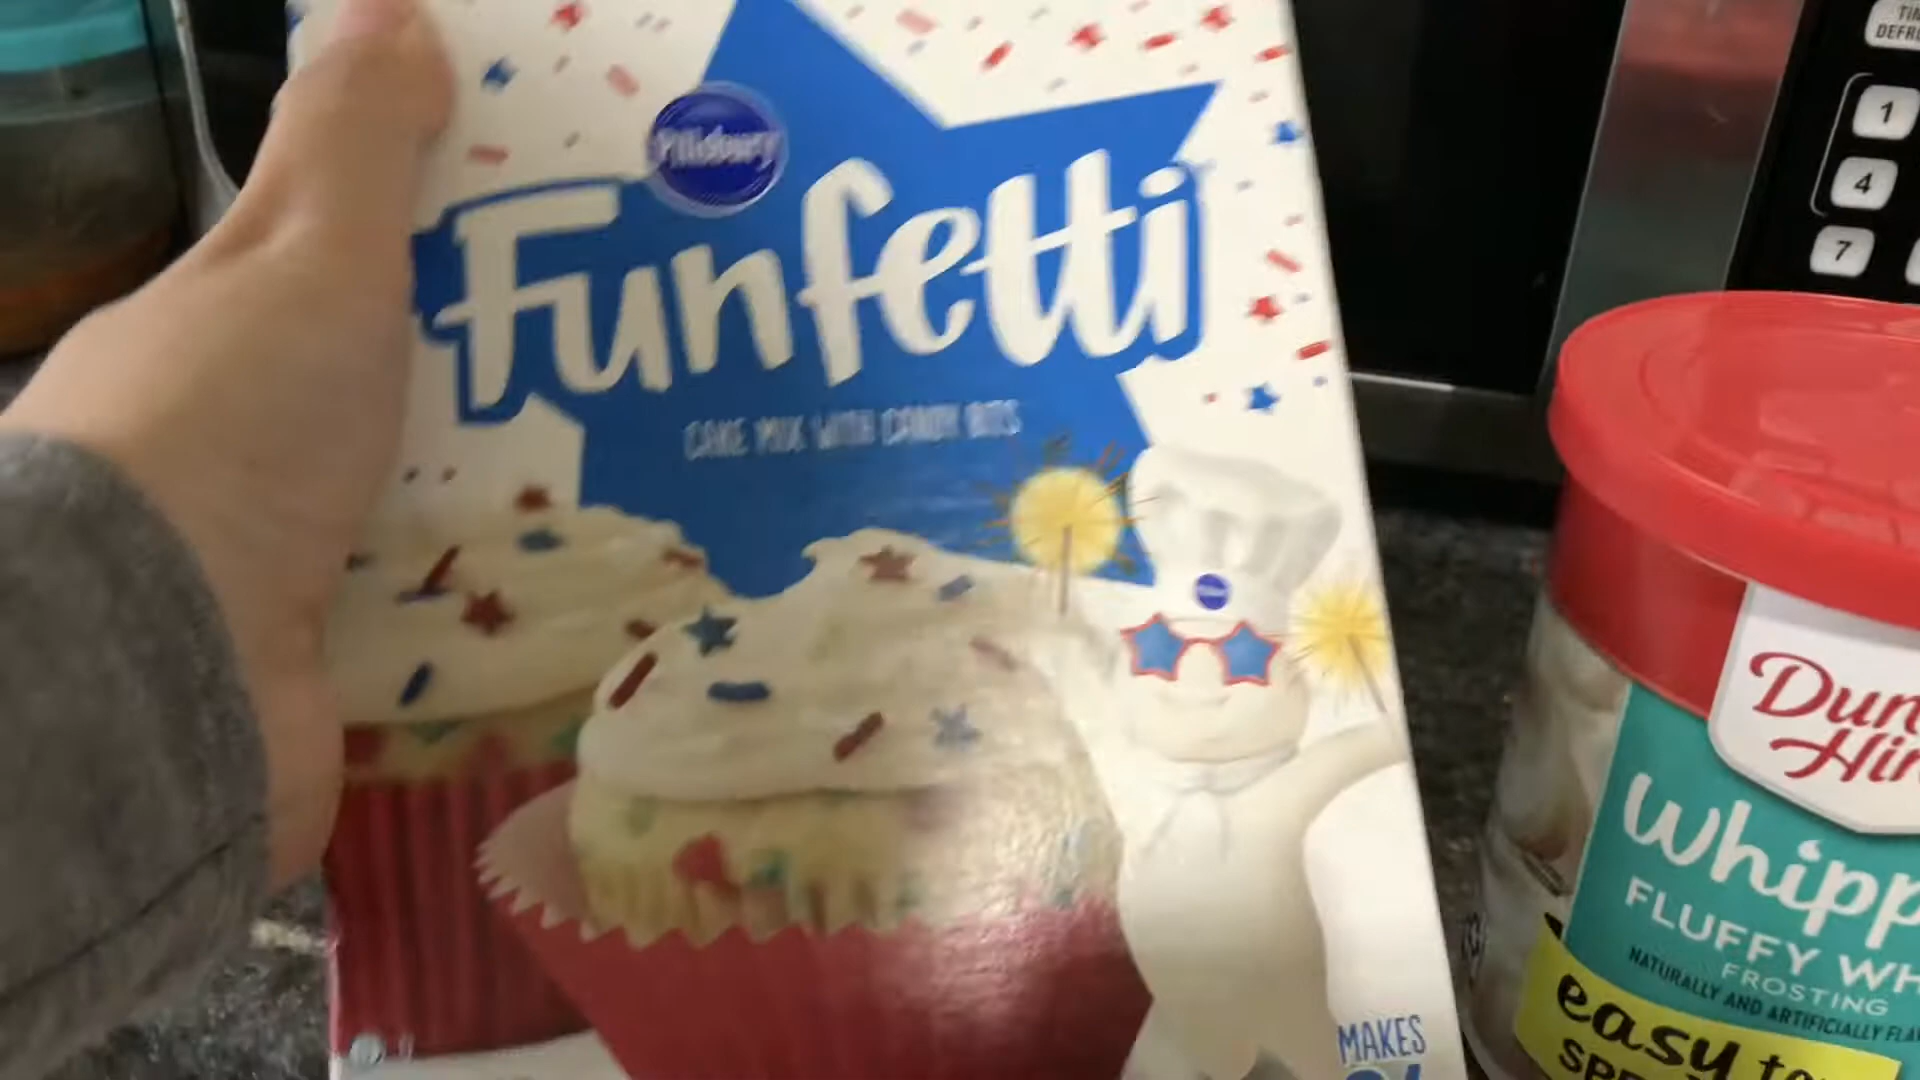 Pillsbury
Funfetti
CAKE MIX WITH CANDY BITS
MAKES
1
4
7
Dun
Hin
Whipp
FLUFFY WH
FROSTING
NATURALLY AND ARTIFICIALLY FLA
easy to